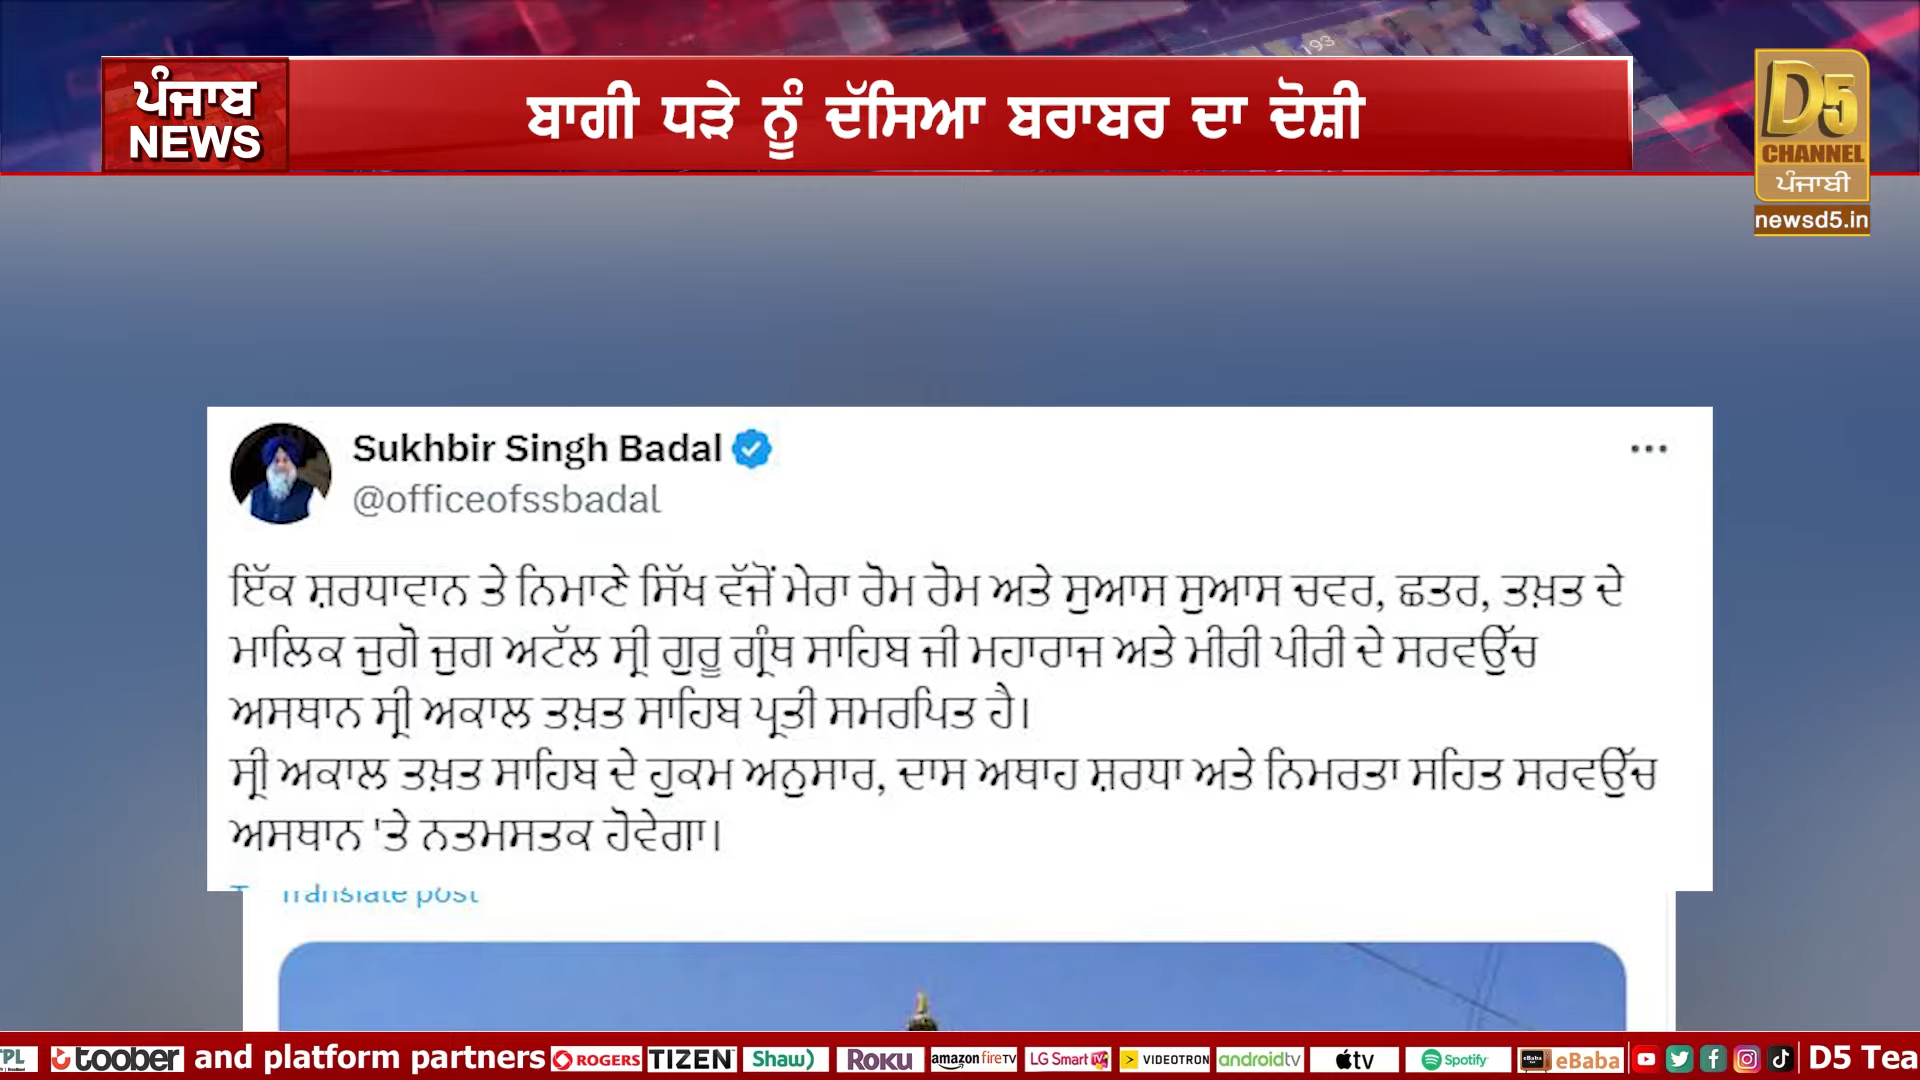 193
ਪੰਜਾਬ
NEWS
ਬਾਗੀ ਧੜੇ ਨੂੰ ਦੱਸਿਆ ਬਰਾਬਰ ਦਾ ਦੋਸ਼ੀ
D5
CHANNEL
ਪੰਜਾਬੀ
newsd5.in
Sukhbir Singh Badal
@officeofssbadal
ਇੱਕ ਸ਼ਰਧਾਵਾਨ ਤੇ ਨਿਮਾਣੇ ਸਿੱਖ ਵੱਜੋਂ ਮੇਰਾ ਰੋਮ ਰੋਮ ਅਤੇ ਸੁਆਸ ਸੁਆਸ ਚਵਰ, ਛਤਰ, ਤਖ਼ਤ ਦੇ
ਮਾਲਿਕ ਜੁਗੋ ਜੁਗ ਅਟੱਲ ਸ੍ਰੀ ਗੁਰੂ ਗ੍ਰੰਥ ਸਾਹਿਬ ਜੀ ਮਹਾਰਾਜ ਅਤੇ ਮੀਰੀ ਪੀਰੀ ਦੇ ਸਰਵਉੱਚ
ਅਸਥਾਨ ਸ੍ਰੀ ਅਕਾਲ ਤਖ਼ਤ ਸਾਹਿਬ ਪ੍ਰਤੀ ਸਮਰਪਿਤ ਹੈ।
ਸ੍ਰੀ ਅਕਾਲ ਤਖ਼ਤ ਸਾਹਿਬ ਦੇ ਹੁਕਮ ਅਨੁਸਾਰ, ਦਾਸ ਅਥਾਹ ਸ਼ਰਧਾ ਅਤੇ ਨਿਮਰਤਾ ਸਹਿਤ ਸਰਵਉੱਚ
ਅਸਥਾਨ 'ਤੇ ਨਤਮਸਤਕ ਹੋਵੇਗਾ।
Translate post
TPL toober and platform partners ROGERS TIZEN Shaw) ROKU amazon fireTV LG Smart TV VIDEOTRON androidtv tv Spotify eBaba D5 Tea